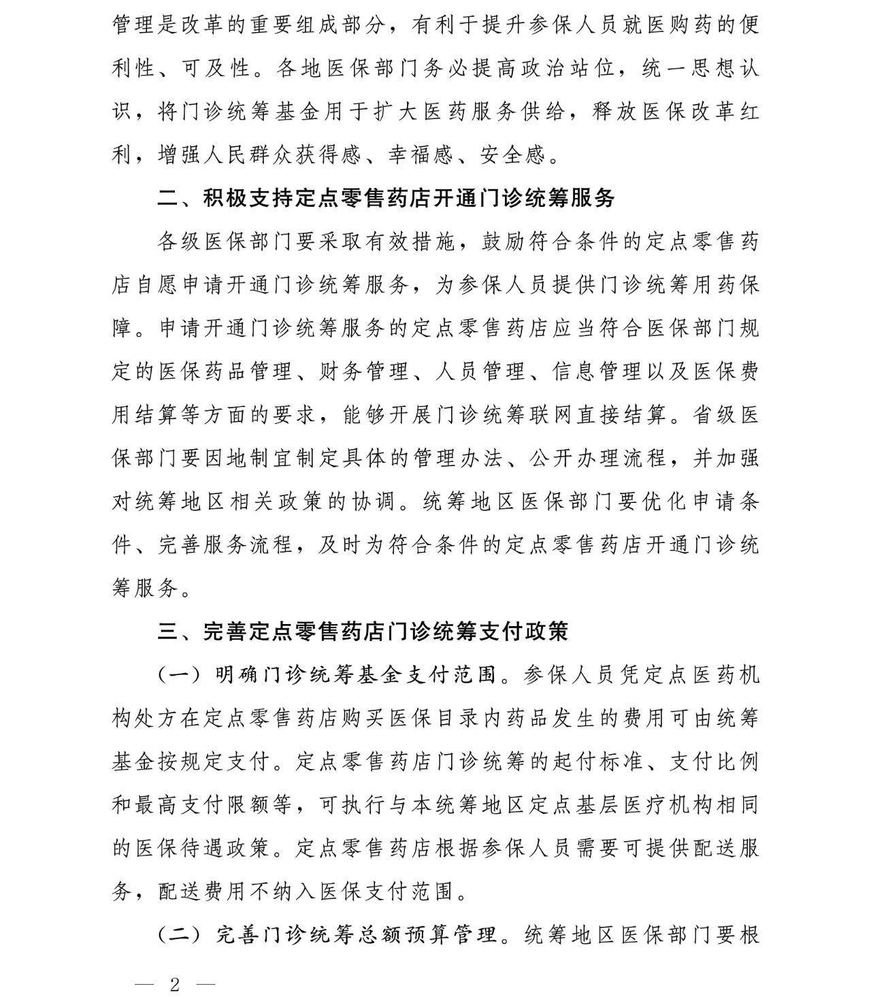 管理是改革的重要组成部分，有利于提升参保人员就医购药的便
利性、可及性。各地医保部门务必提高政治站位，统一思想认
识，将门诊统筹基金用于扩大医药服务供给，释放医保改革红
利，增强人民群众获得感、幸福感、安全感。
二、积极支持定点零售药店开通门诊统筹服务
各级医保部门要采取有效措施，鼓励符合条件的定点零售药
店自愿申请开通门诊统筹服务，为参保人员提供门诊统筹用药保
障。申请开通门诊统筹服务的定点零售药店应当符合医保部门规
定的医保药品管理、财务管理、人员管理、信息管理以及医保费
用结算等方面的要求，能够开展门诊统筹联网直接结算。省级医
保部门要因地制宜制定具体的管理办法、公开办理流程，并加强
对统筹地区相关政策的协调。统筹地区医保部门要优化申请条
件、完善服务流程，及时为符合条件的定点零售药店开通门诊统
筹服务。
三、完善定点零售药店门诊统筹支付政策
（一）明确门诊统筹基金支付范围。参保人员凭定点医药机
构处方在定点零售药店购买医保目录内药品发生的费用可由统筹
基金按规定支付。定点零售药店门诊统筹的起付标准、支付比例
和最高支付限额等，可执行与本统筹地区定点基层医疗机构相同
的医保待遇政策。定点零售药店根据参保人员需要可提供配送服
务，配送费用不纳入医保支付范围。
（二）完善门诊统筹总额预算管理。统筹地区医保部门要根
— 2 —